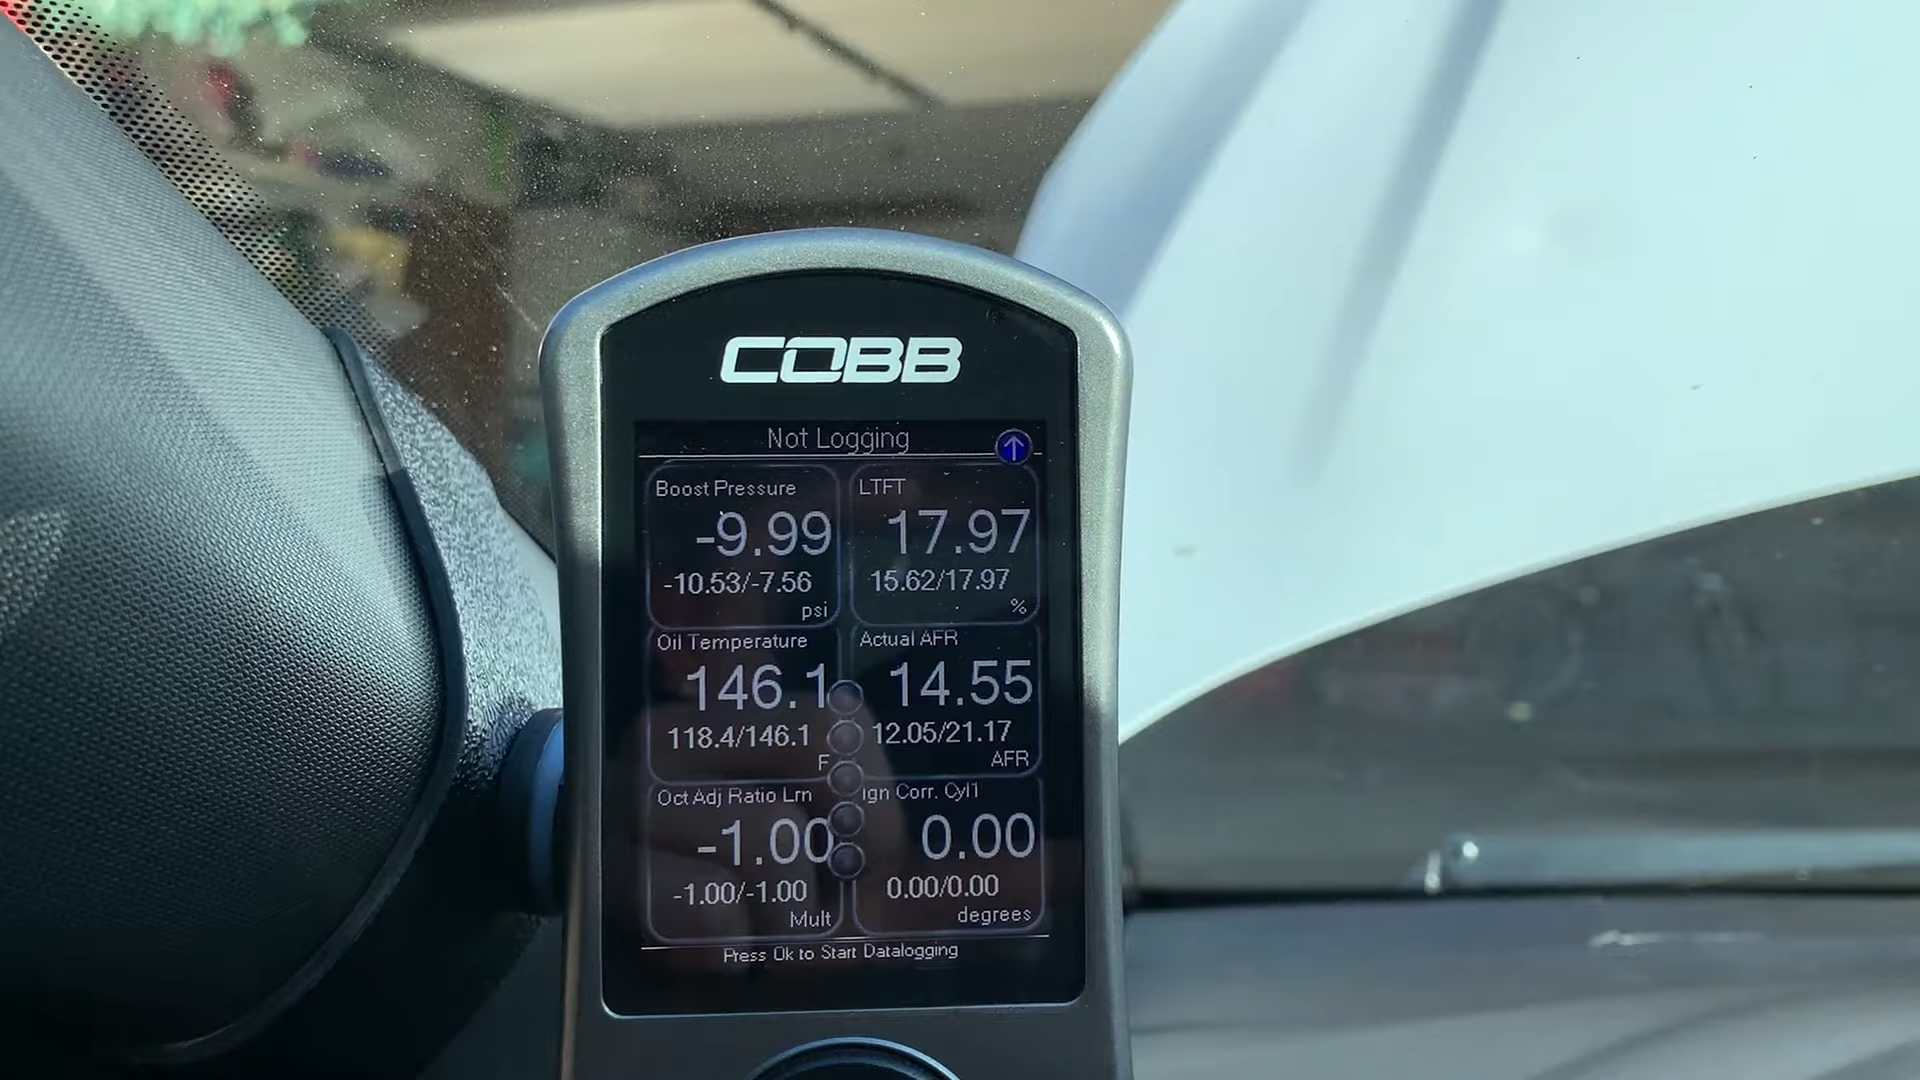 COBB
Not Logging
Boost Pressure
-9.99
-10.53/-7.56
psi
LTFT
17.97
15.62/17.97
%
Oil Temperature
146.1
118.4/146.1
F
Actual AFR
14.55
12.05/21.17
AFR
Oct Adj Ratio Lrn
-1.00
-1.00/-1.00
Mult
Ign Corr. Cyl1
0.00
0.00/0.00
degrees
Press Ok to Start Datalogging